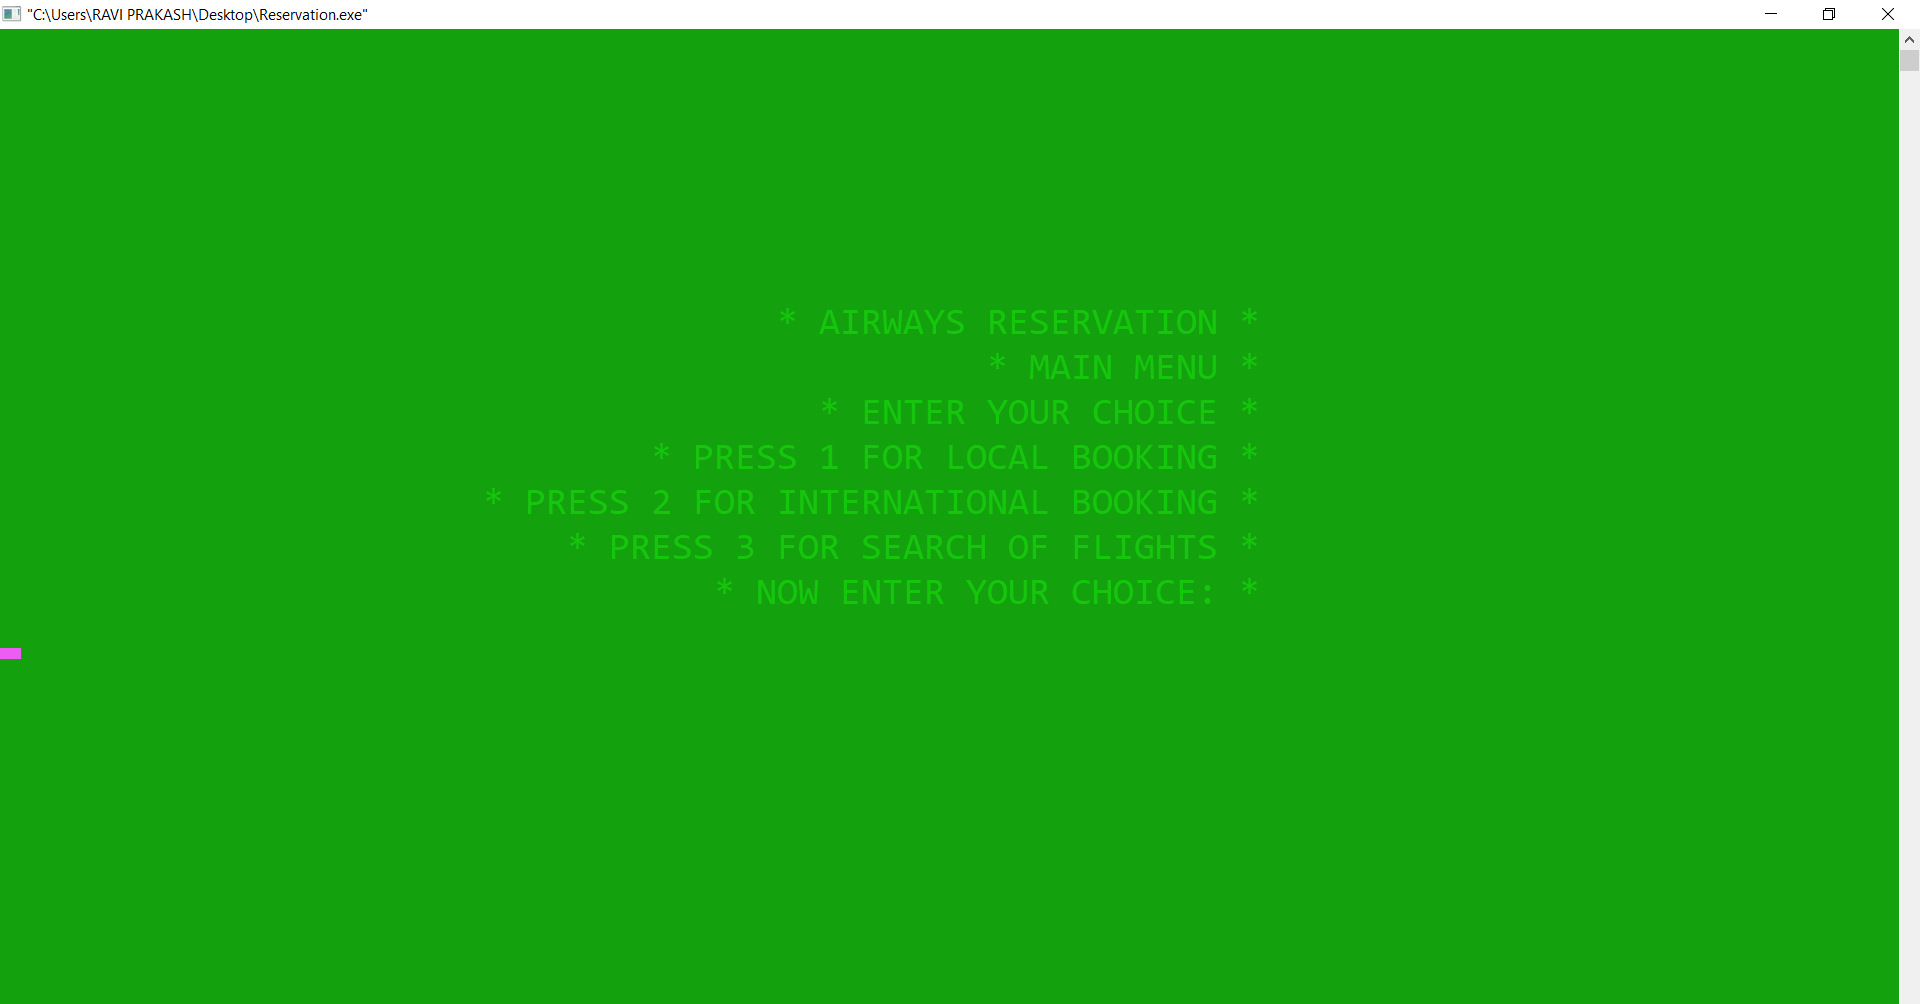 "C:\Users\RAVI PRAKASH\Desktop\Reservation.exe"
* AIRWAYS RESERVATION *
* MAIN MENU *
* ENTER YOUR CHOICE *
* PRESS 1 FOR LOCAL BOOKING *
* PRESS 2 FOR INTERNATIONAL BOOKING *
* PRESS 3 FOR SEARCH OF FLIGHTS *
* NOW ENTER YOUR CHOICE: *